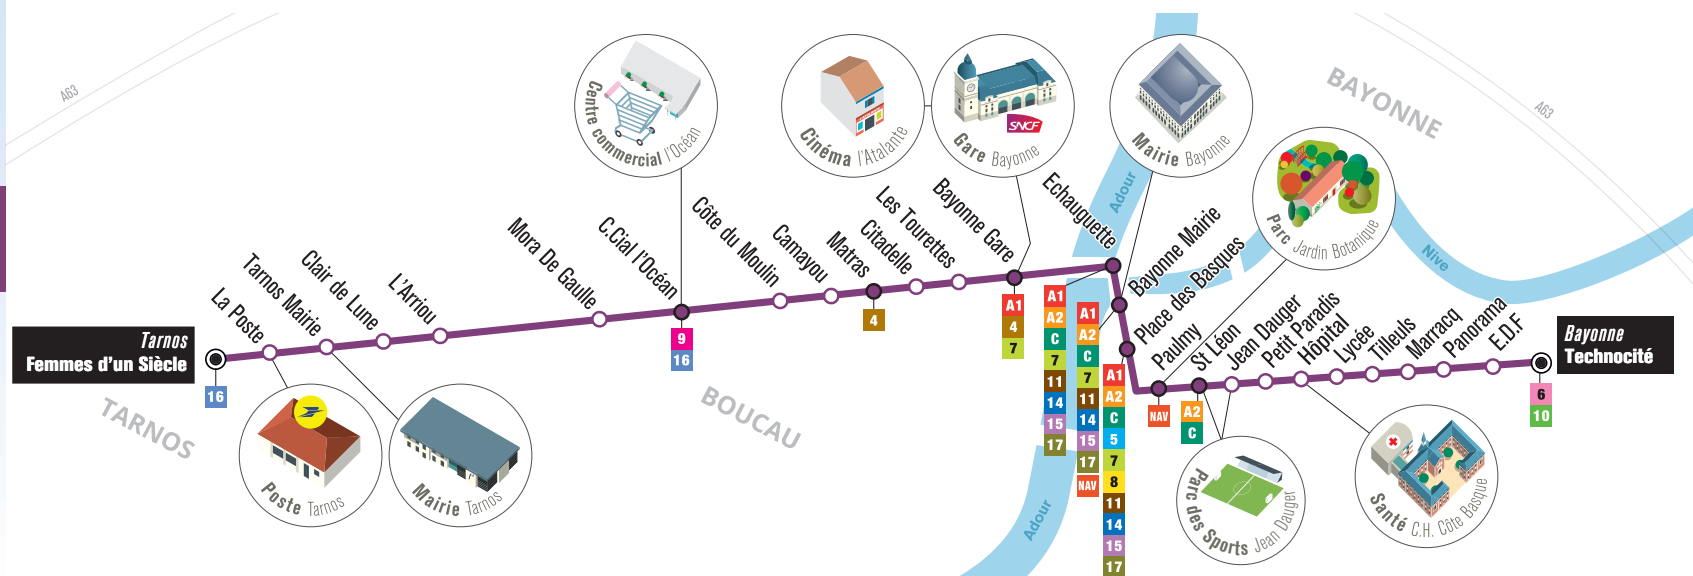 A63
Centre commercial l'Océan
Cinéma l'Atalante
SNCF
Gare Bayonne
Mairie Bayonne
BAYONNE
A63
Parc Jardin Botanique
Adour
Nive
Tarnos
Femmes d'un Siècle
La Poste
Tarnos Mairie
Clair de Lune
L'Arriou
Mora De Gaulle
C.Cial l'Océan
Côte du Moulin
Camayou
Matras
Citadelle
Les Tourettes
Bayonne Gare
Echauguette
Bayonne Mairie
Place des Basques
Paulmy
St Léon
Jean Dauger
Petit Paradis
Hôpital
Lycée
Tilleuls
Marracq
Panorama
E.D.F
Bayonne
Technocité
16
9
16
4
A1
4
7
A1
A2
C
7
11
14
15
17
A1
A2
C
7
11
14
15
17
NAV
A1
A2
C
5
7
8
11
14
15
17
NAV
A2
C
6
10
TARNOS
BOUCAU
Poste Tarnos
Mairie Tarnos
Adour
Parc des Sports Jean Dauger
Santé C.H. Côte Basque